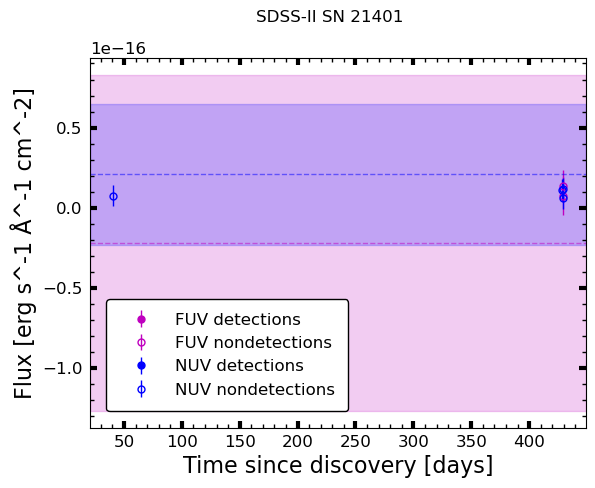 SDSS-II SN 21401
1e−16
0.5
0.0
−0.5
−1.0
Flux [erg s^-1 Å^-1 cm^-2]
FUV detections
FUV nondetections
NUV detections
NUV nondetections
50 100 150 200 250 300 350 400
Time since discovery [days]